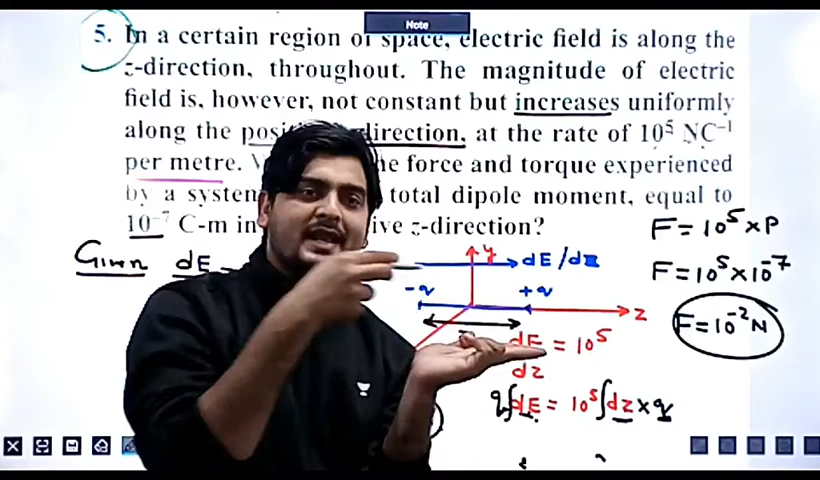 Note
5. In a certain region of space, electric field is along the
z-direction, throughout. The magnitude of electric
field is, however, not constant but increases uniformly
along the direction, at the rate of 10⁵ NC⁻¹
per metre. force and torque experienced
by a system total dipole moment, equal to
10⁻⁷ C-m in z-direction?
F = 10⁵ × P
Given dE
y dE/dz
F = 10⁵ × 10⁻⁷
-q +q
z
F = 10⁻² N
dE/dz = 10⁵
q∫dE = 10⁵∫dz × q